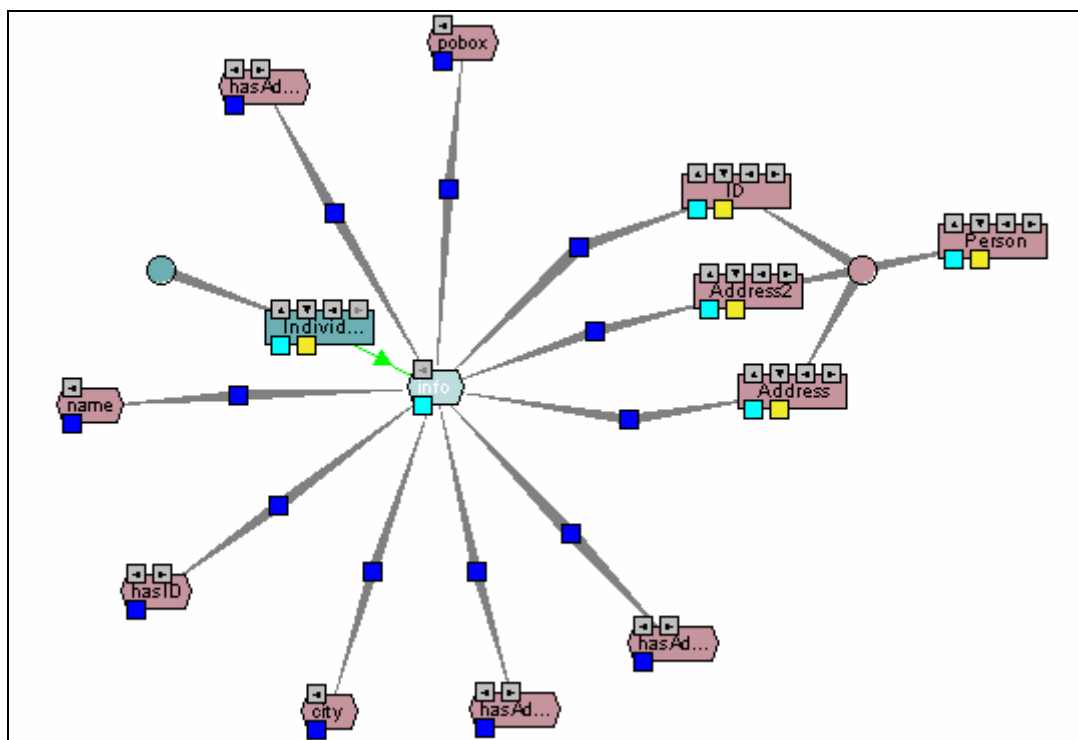 pobox
hasAd...
ID
Person
Address2
Individ...
info
Address
name
hasID
hasAd...
city
hasAd...